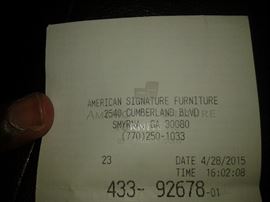 AMERICAN SIGNATURE FURNITURE
2540 CUMBERLAND BLVD
SMYRNA, GA 30080
(770)250-1033
23 DATE 4/28/2015
TIME 16:02:08
433- 92678-01